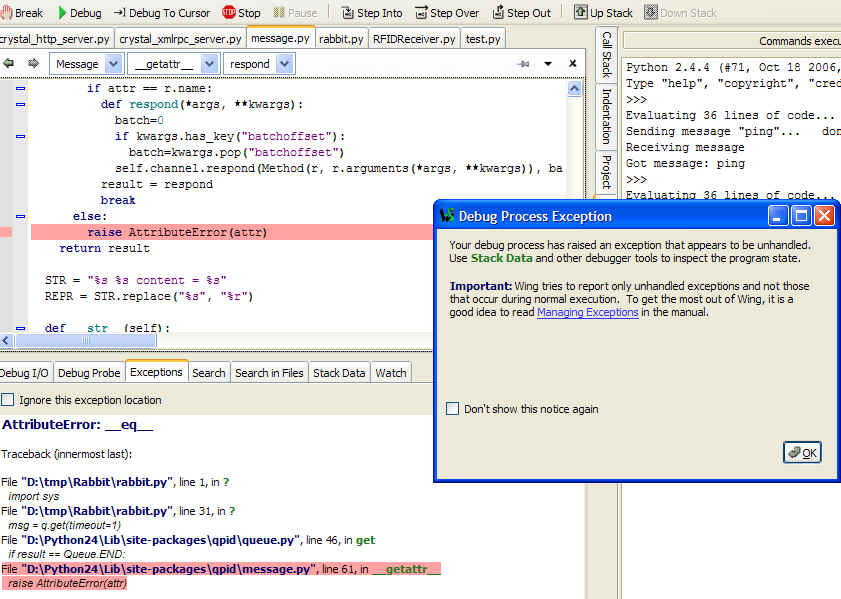 Break Debug Debug To Cursor Stop Pause Step Into Step Over Step Out Up Stack Down Stack
crystal_http_server.py crystal_xmlrpc_server.py message.py rabbit.py RFIDReceiver.py test.py
Message __getattr__ respond
if attr == r.name:
def respond(*args, **kwargs):
batch=0
if kwargs.has_key("batchoffset"):
batch=kwargs.pop("batchoffset")
self.channel.respond(Method(r, r.arguments(*args, **kwargs)), ba
result = respond
break
else:
raise AttributeError(attr)
return result
STR = "%s %s content = %s"
REPR = STR.replace("%s", "%r")
def __str__(self):
Call Stack
Indentation
Project
Commands execu
Python 2.4.4 (#71, Oct 18 2006,
Type "help", "copyright", "cred
>>>
Evaluating 36 lines of code...
Sending message "ping"... don
Receiving message
Got message: ping
>>>
Evaluating 36 lines of code...
Debug Process Exception
Your debug process has raised an exception that appears to be unhandled.
Use Stack Data and other debugger tools to inspect the program state.
Important: Wing tries to report only unhandled exceptions and not those
that occur during normal execution. To get the most out of Wing, it is a
good idea to read Managing Exceptions in the manual.
Don't show this notice again
OK
Debug I/O Debug Probe Exceptions Search Search in Files Stack Data Watch
Ignore this exception location
AttributeError: __eq__
Traceback (innermost last):
File "D:\tmp\Rabbit\rabbit.py", line 1, in ?
import sys
File "D:\tmp\Rabbit\rabbit.py", line 31, in ?
msg = q.get(timeout=1)
File "D:\Python24\Lib\site-packages\qpid\queue.py", line 46, in get
if result == Queue.END:
File "D:\Python24\Lib\site-packages\qpid\message.py", line 61, in __getattr__
raise AttributeError(attr)